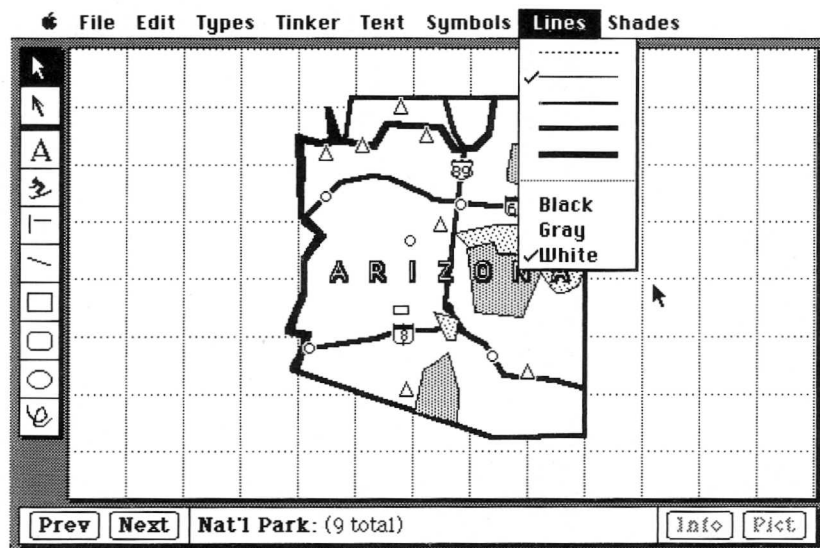 File Edit Types Tinker Text Symbols Lines Shades
Black
Gray
White
A
89
ARIZONA
8
Prev Next Nat'l Park: (9 total) Info Pict